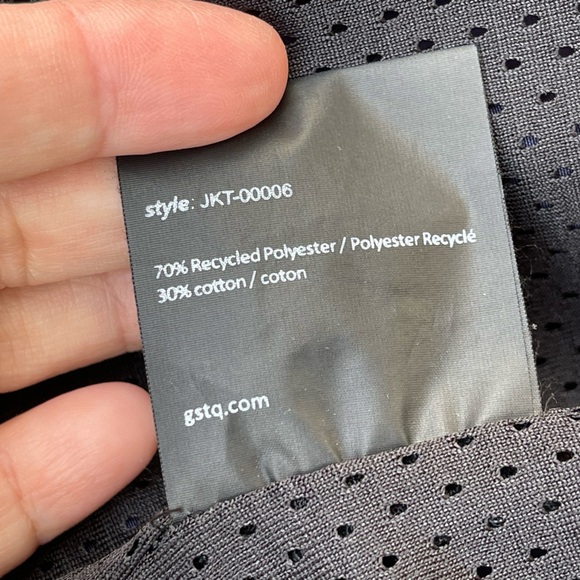 style: JKT-00006
70% Recycled Polyester / Polyester Recyclé
30% cotton / coton
gstq.com